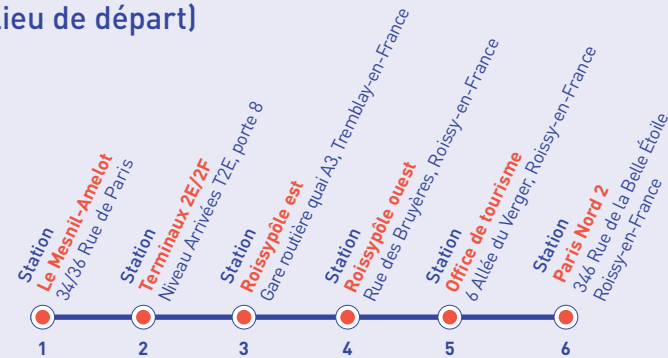 ieu de départ)
Station
Le Mesnil-Amelot
34/36 Rue de Paris
Station
Terminaux 2E/2F
Niveau Arrivées T2E, porte 8
Station
Roissypôle est
Gare routière quai A3, Tremblay-en-France
Station
Roissypôle ouest
Rue des Bruyères, Roissy-en-France
Station
Office de tourisme
6 Allée du Verger, Roissy-en-France
Station
Paris Nord 2
346 Rue de la Belle Étoile
Roissy-en-France
1 2 3 4 5 6